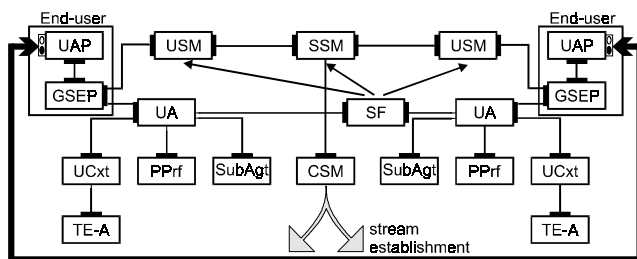 End-user
End-user
UAP
USM
SSM
USM
UAP
GSEP
GSEP
UA
SF
UA
UCxt
PPrf
SubAgt
CSM
SubAgt
PPrf
UCxt
TE-A
stream
establishment
TE-A